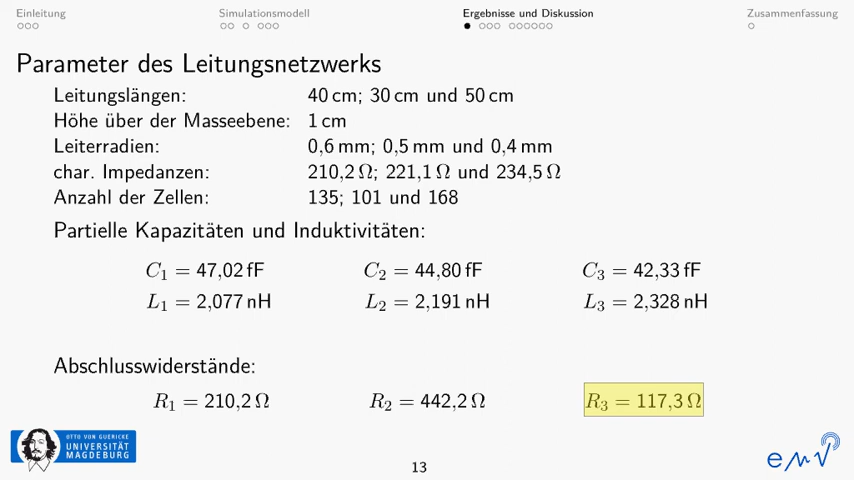 Einleitung Simulationsmodell Ergebnisse und Diskussion Zusammenfassung
Parameter des Leitungsnetzwerks
Leitungslängen: 40 cm; 30 cm und 50 cm
Höhe über der Masseebene: 1 cm
Leiterradien: 0,6 mm; 0,5 mm und 0,4 mm
char. Impedanzen: 210,2 Ω; 221,1 Ω und 234,5 Ω
Anzahl der Zellen: 135; 101 und 168
Partielle Kapazitäten und Induktivitäten:
C₁ = 47,02 fF C₂ = 44,80 fF C₃ = 42,33 fF
L₁ = 2,077 nH L₂ = 2,191 nH L₃ = 2,328 nH
Abschlusswiderstände:
R₁ = 210,2 Ω R₂ = 442,2 Ω R₃ = 117,3 Ω
OTTO VON GUERICKE
UNIVERSITÄT
MAGDEBURG
13
emv